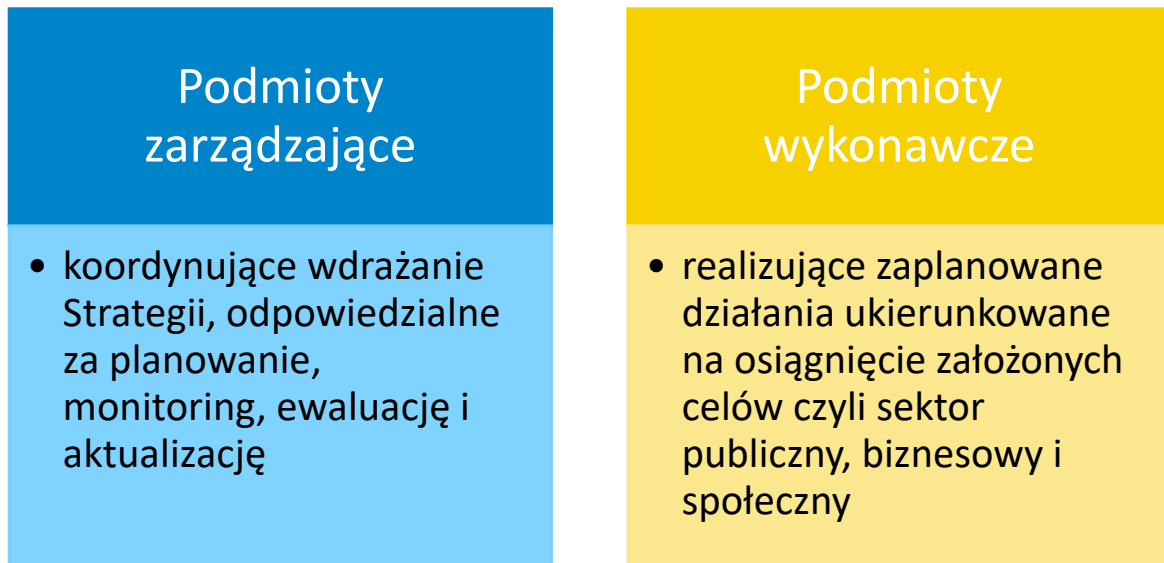 Podmioty
zarządzające
• koordynujące wdrażanie
Strategii, odpowiedzialne
za planowanie,
monitoring, ewaluację i
aktualizację
Podmioty
wykonawcze
• realizujące zaplanowane
działania ukierunkowane
na osiągnięcie założonych
celów czyli sektor
publiczny, biznesowy i
społeczny